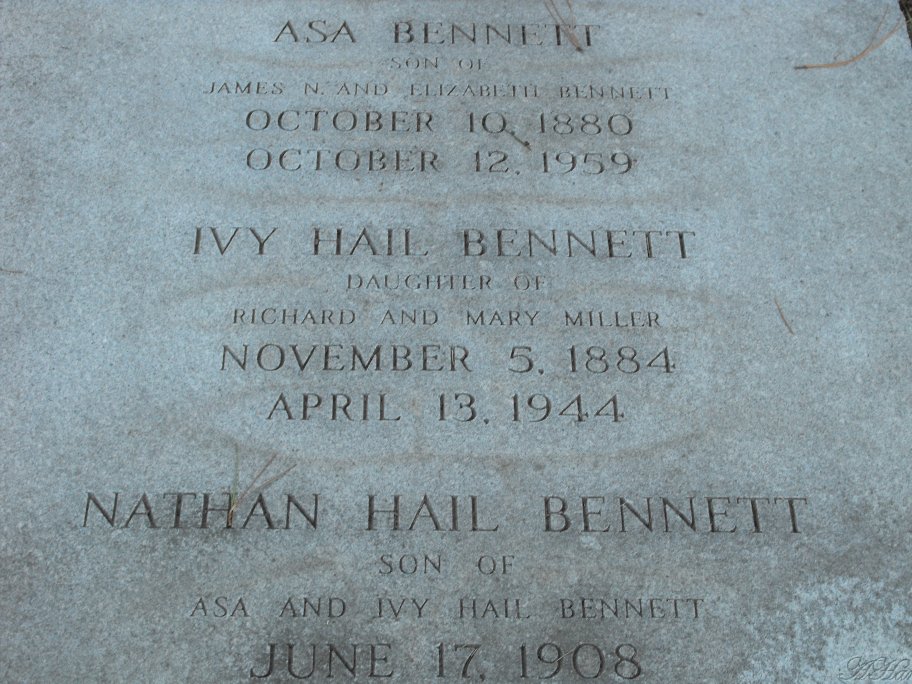 ASA BENNETT
SON OF
JAMES N. AND ELIZABETH BENNETT
OCTOBER 10, 1880
OCTOBER 12, 1959
IVY HAIL BENNETT
DAUGHTER OF
RICHARD AND MARY MILLER
NOVEMBER 5, 1884
APRIL 13, 1944
NATHAN HAIL BENNETT
SON OF
ASA AND IVY HAIL BENNETT
JUNE 17, 1908